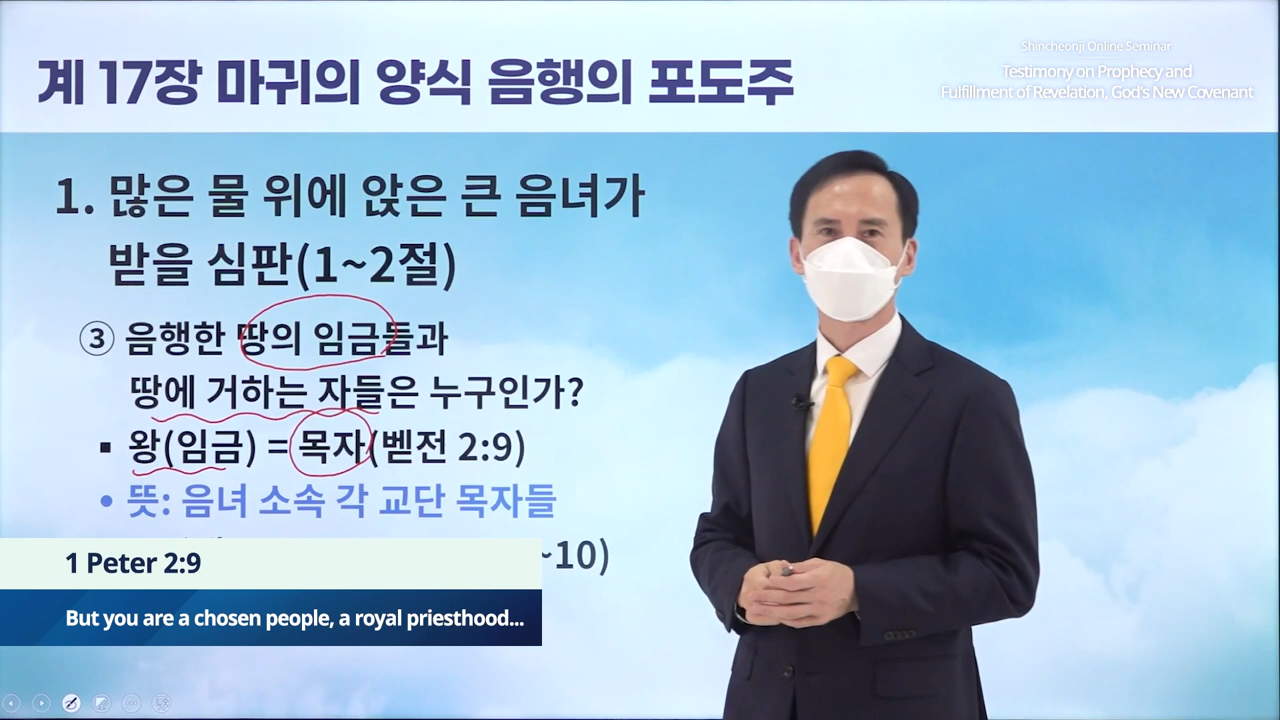 계 17장 마귀의 양식 음행의 포도주
Shincheonji Online Seminar
Testimony on Prophecy and
Fulfillment of Revelation, God's New Covenant
1. 많은 물 위에 앉은 큰 음녀가
받을 심판(1~2절)
③ 음행한 땅의 임금들과
땅에 거하는 자들은 누구인가?
▪ 왕(임금) = 목자(벧전 2:9)
• 뜻: 음녀 소속 각 교단 목자들
~10)
1 Peter 2:9
But you are a chosen people, a royal priesthood...